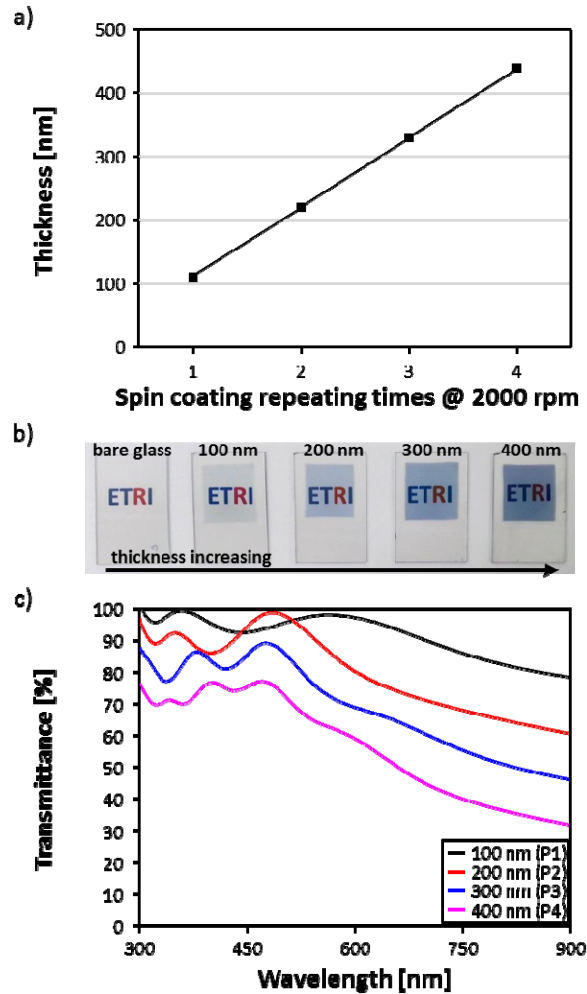 a)
500
400
300
200
100
0
Thickness [nm]
1 2 3 4
Spin coating repeating times @ 2000 rpm
b)
bare glass 100 nm 200 nm 300 nm 400 nm
ETRI ETRI ETRI ETRI ETRI
thickness increasing
c)
100
90
80
70
60
50
40
30
20
10
0
Transmittance [%]
100 nm (P1)
200 nm (P2)
300 nm (P3)
400 nm (P4)
300 450 600 750 900
Wavelength [nm]